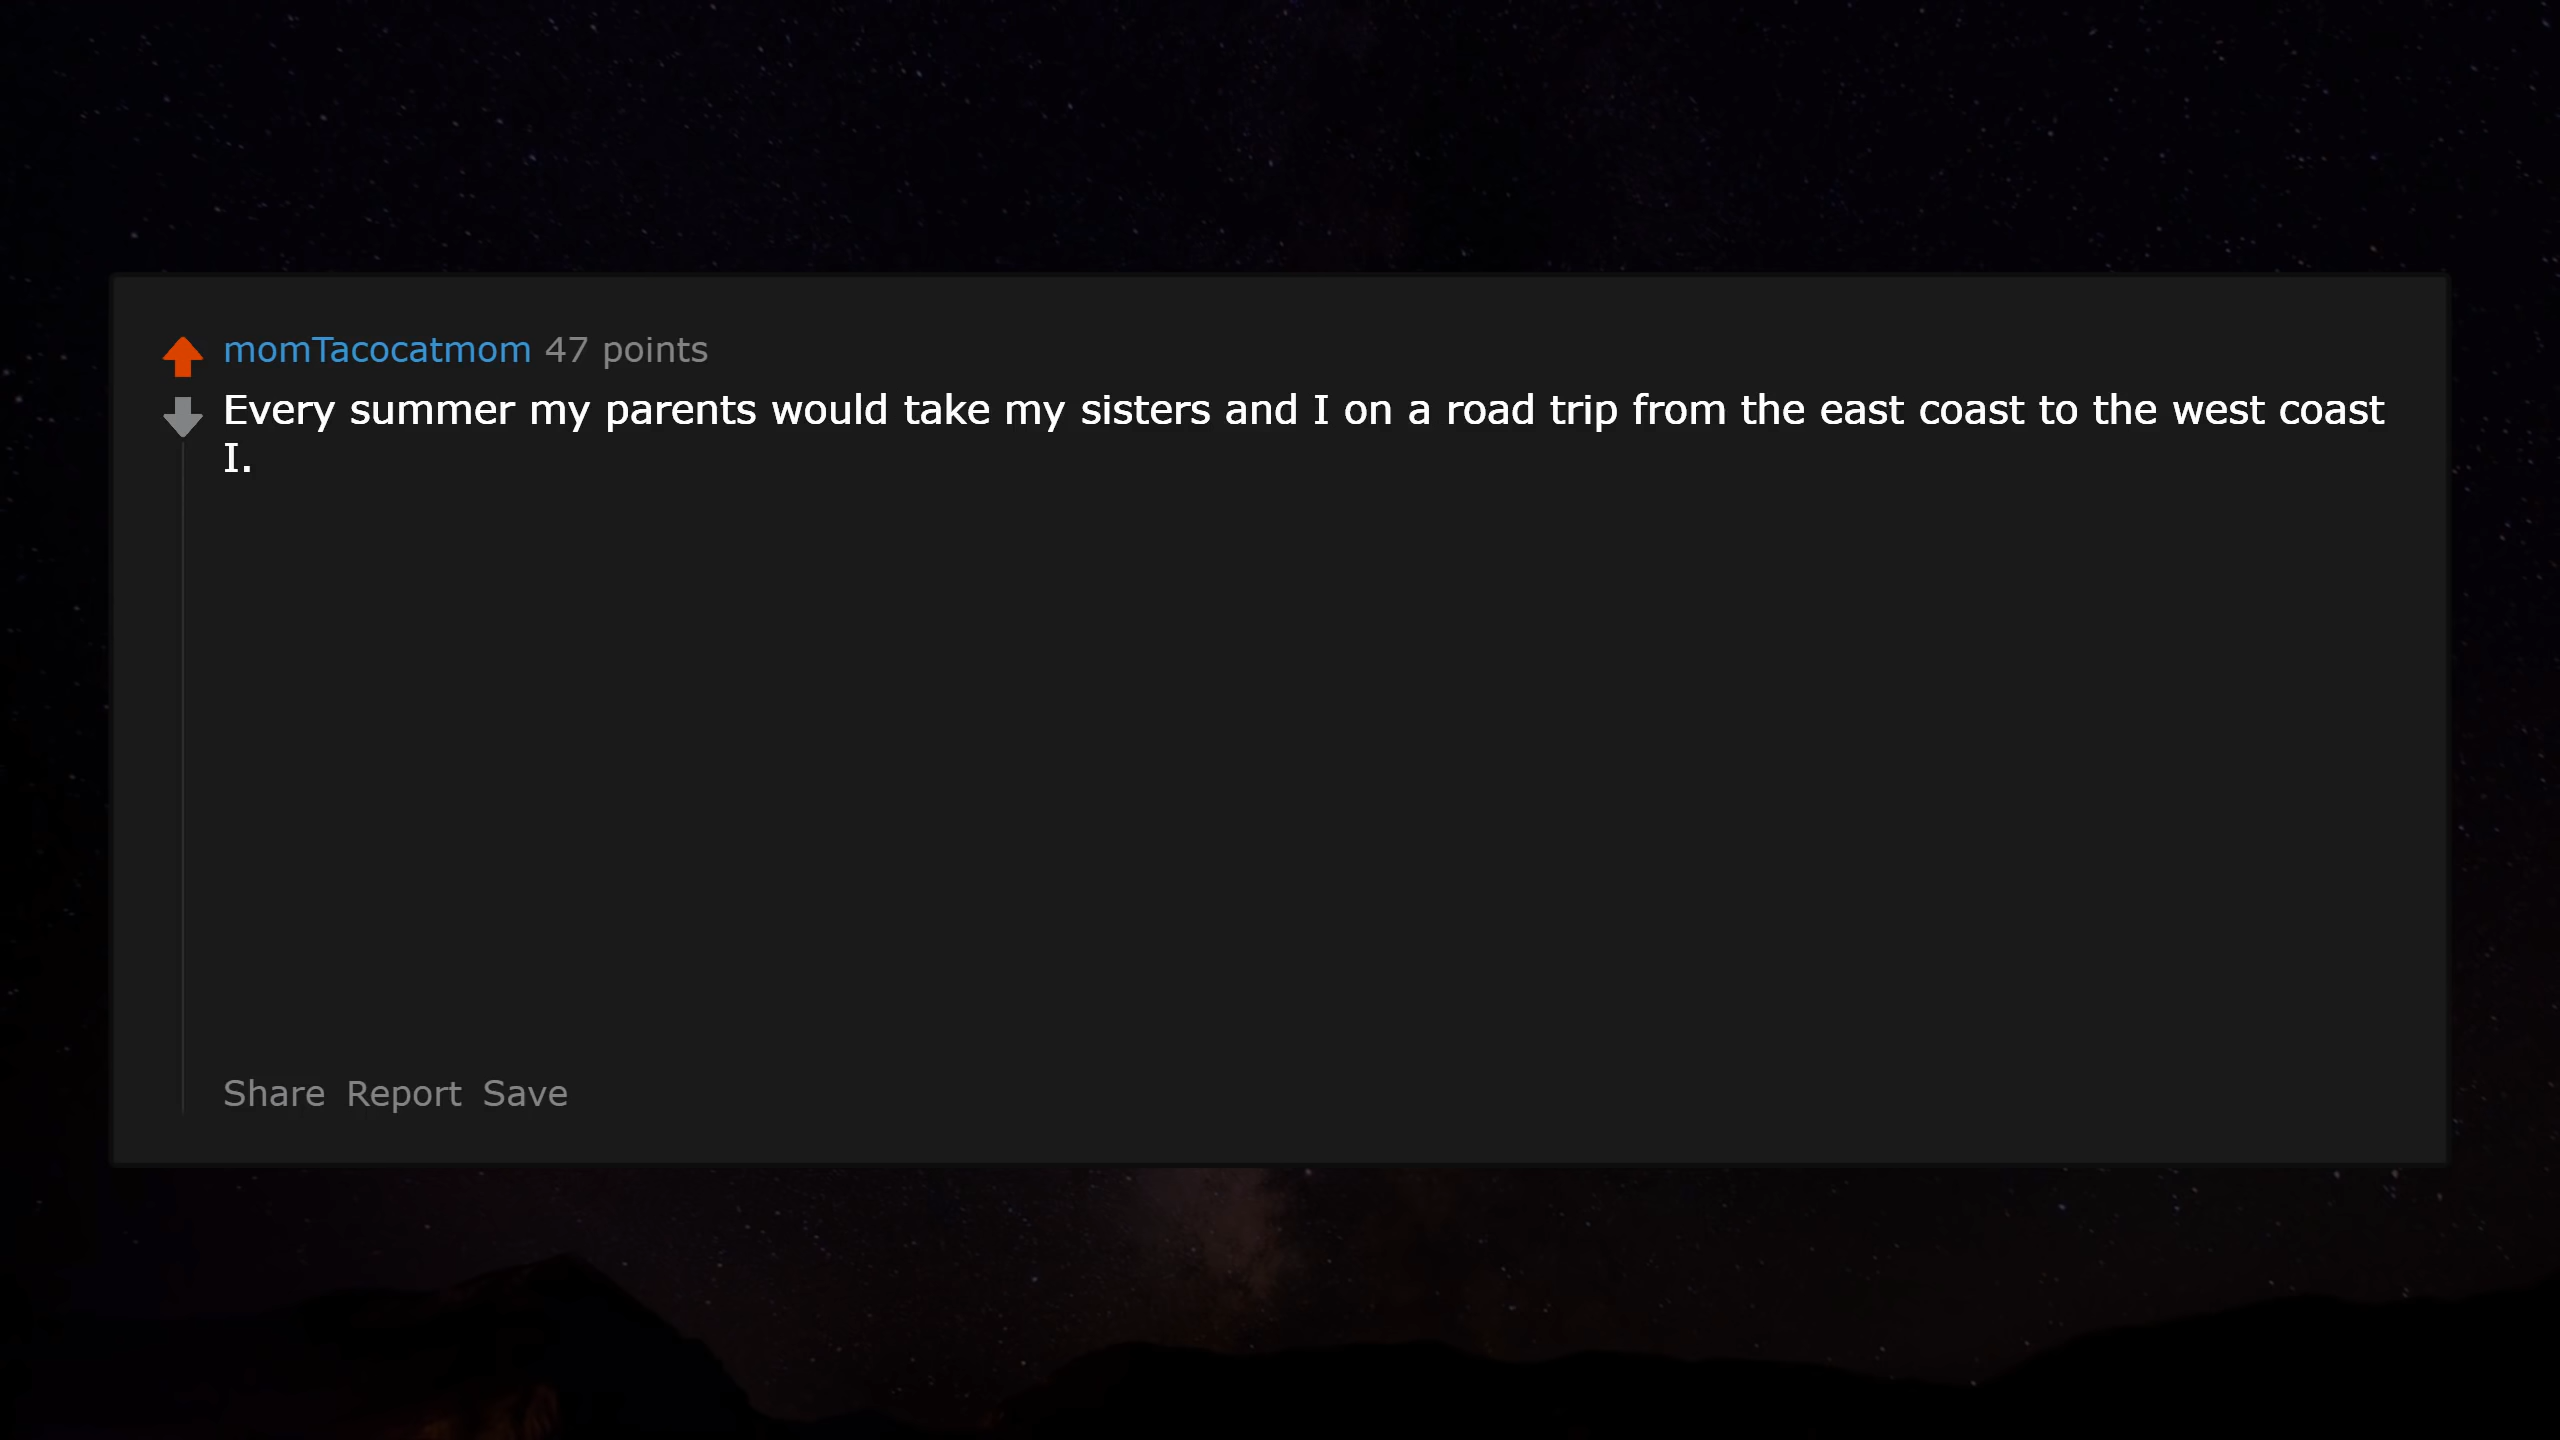 momTacocatmom 47 points
Every summer my parents would take my sisters and I on a road trip from the east coast to the west coast
I.
Share Report Save